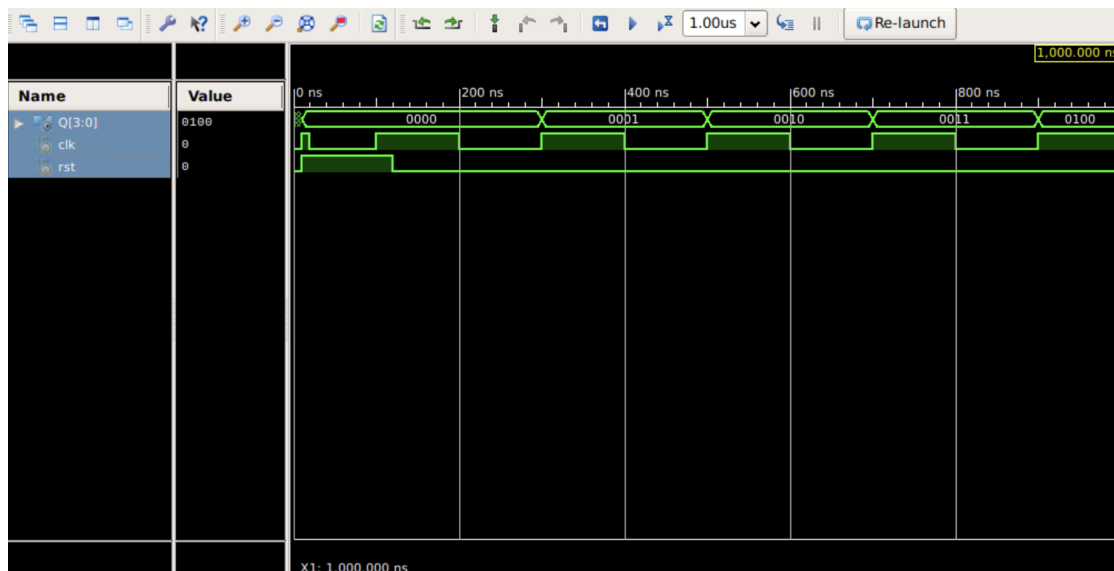 1.00us Re-launch
1,000.000 n
Name Value
0 ns 200 ns 400 ns 600 ns 800 ns
Q[3:0] 0100 0000 0001 0010 0011 0100
clk 0
rst 0
X1: 1,000.000 ns